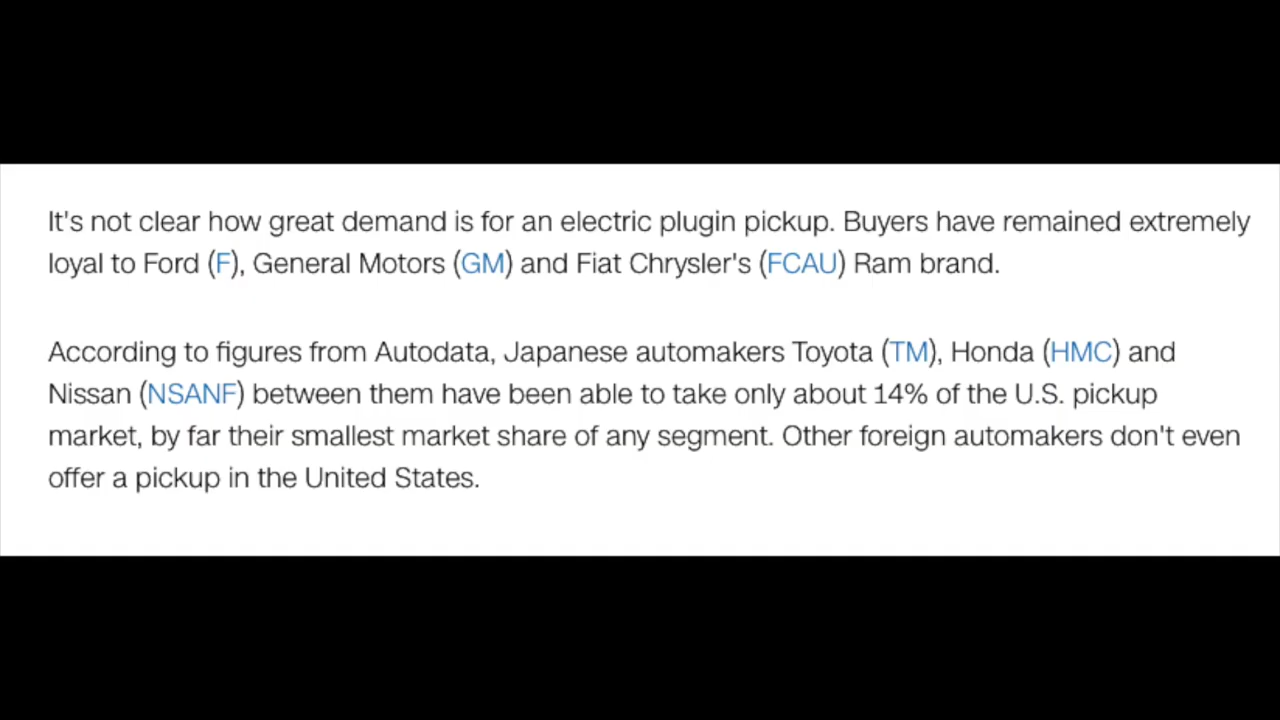 It's not clear how great demand is for an electric plugin pickup. Buyers have remained extremely
loyal to Ford (F), General Motors (GM) and Fiat Chrysler's (FCAU) Ram brand.
According to figures from Autodata, Japanese automakers Toyota (TM), Honda (HMC) and
Nissan (NSANF) between them have been able to take only about 14% of the U.S. pickup
market, by far their smallest market share of any segment. Other foreign automakers don't even
offer a pickup in the United States.